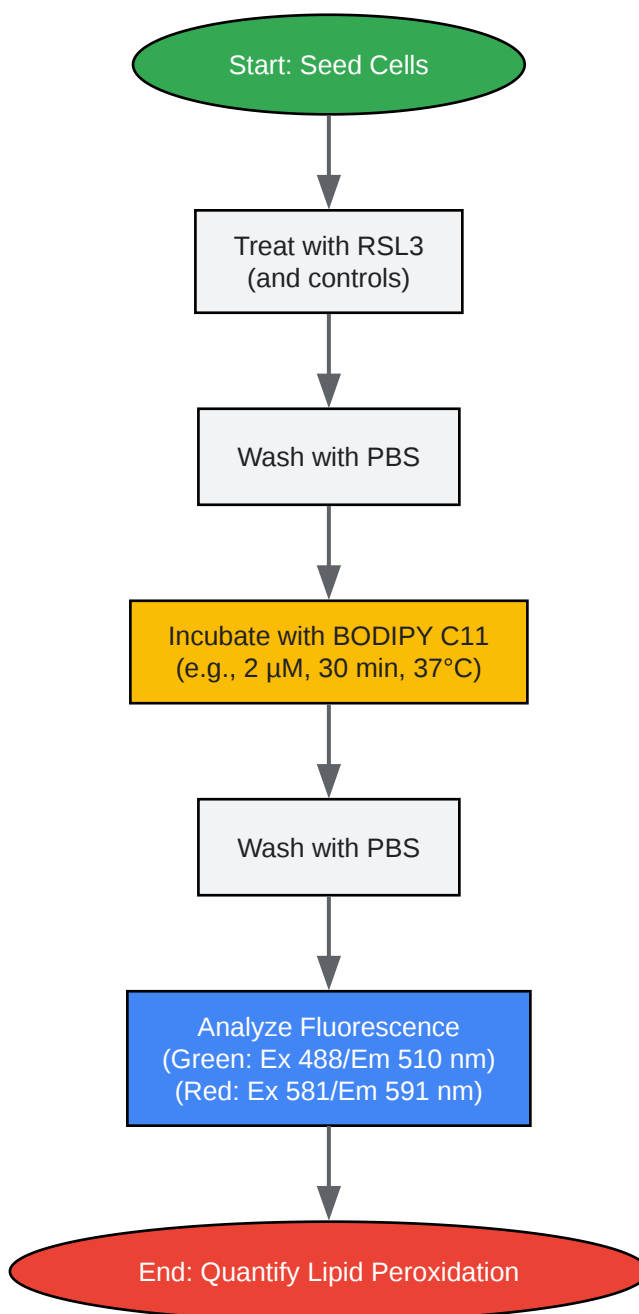 Start: Seed Cells
Treat with RSL3
(and controls)
Wash with PBS
Incubate with BODIPY C11
(e.g., 2 µM, 30 min, 37°C)
Wash with PBS
Analyze Fluorescence
(Green: Ex 488/Em 510 nm)
(Red: Ex 581/Em 591 nm)
End: Quantify Lipid Peroxidation